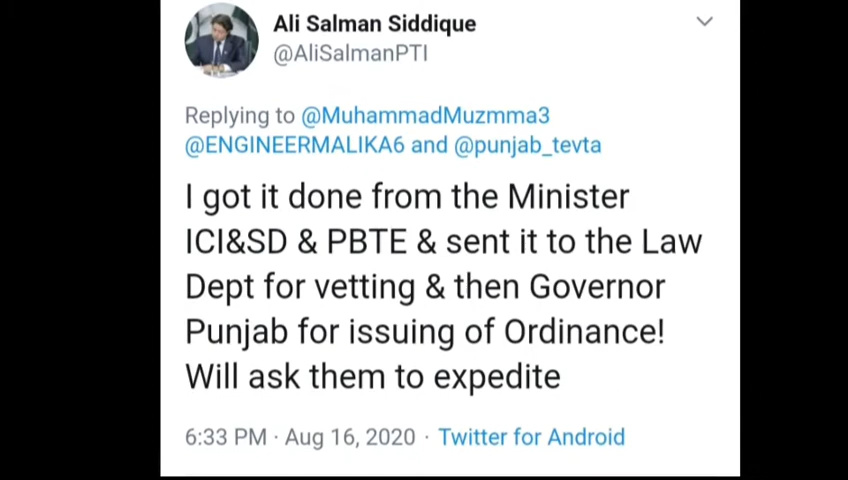 Ali Salman Siddique
@AliSalmanPTI
Replying to @MuhammadMuzmma3
@ENGINEERMALIKA6 and @punjab_tevta
I got it done from the Minister
ICI&SD & PBTE & sent it to the Law
Dept for vetting & then Governor
Punjab for issuing of Ordinance!
Will ask them to expedite
6:33 PM · Aug 16, 2020 · Twitter for Android